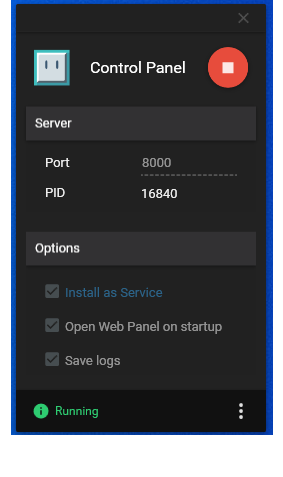 Control Panel
Server
Port 8000
PID 16840
Options
Install as Service
Open Web Panel on startup
Save logs
Running